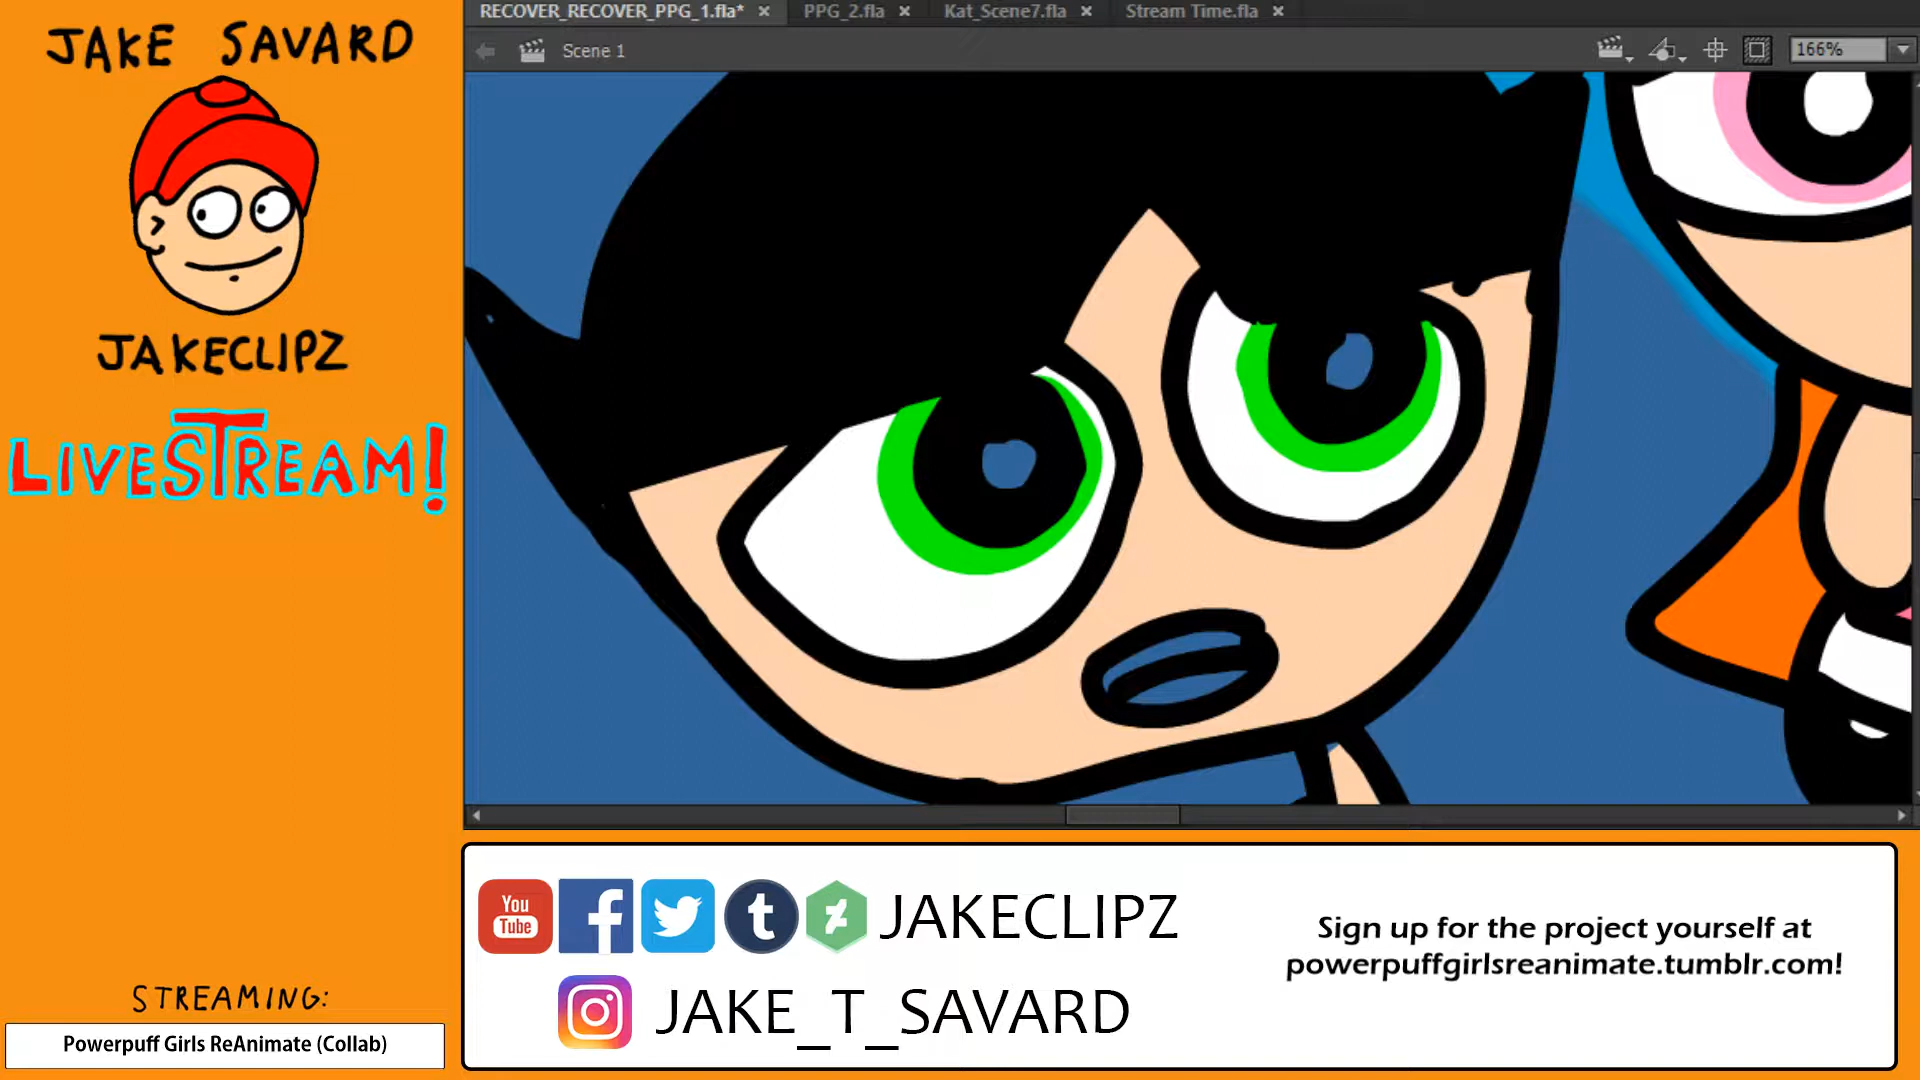 JAKE SAVARD
JAKECLIPZ
LIVESTREAM!
STREAMING:
Powerpuff Girls ReAnimate (Collab)
RECOVER_RECOVER_PPG_1.fla* × PPG_2.fla × Kat_Scene7.fla × Stream Time.fla ×
Scene 1
166%
You
Tube
f
t
JAKECLIPZ
JAKE_T_SAVARD
Sign up for the project yourself at
powerpuffgirlsreanimate.tumblr.com!